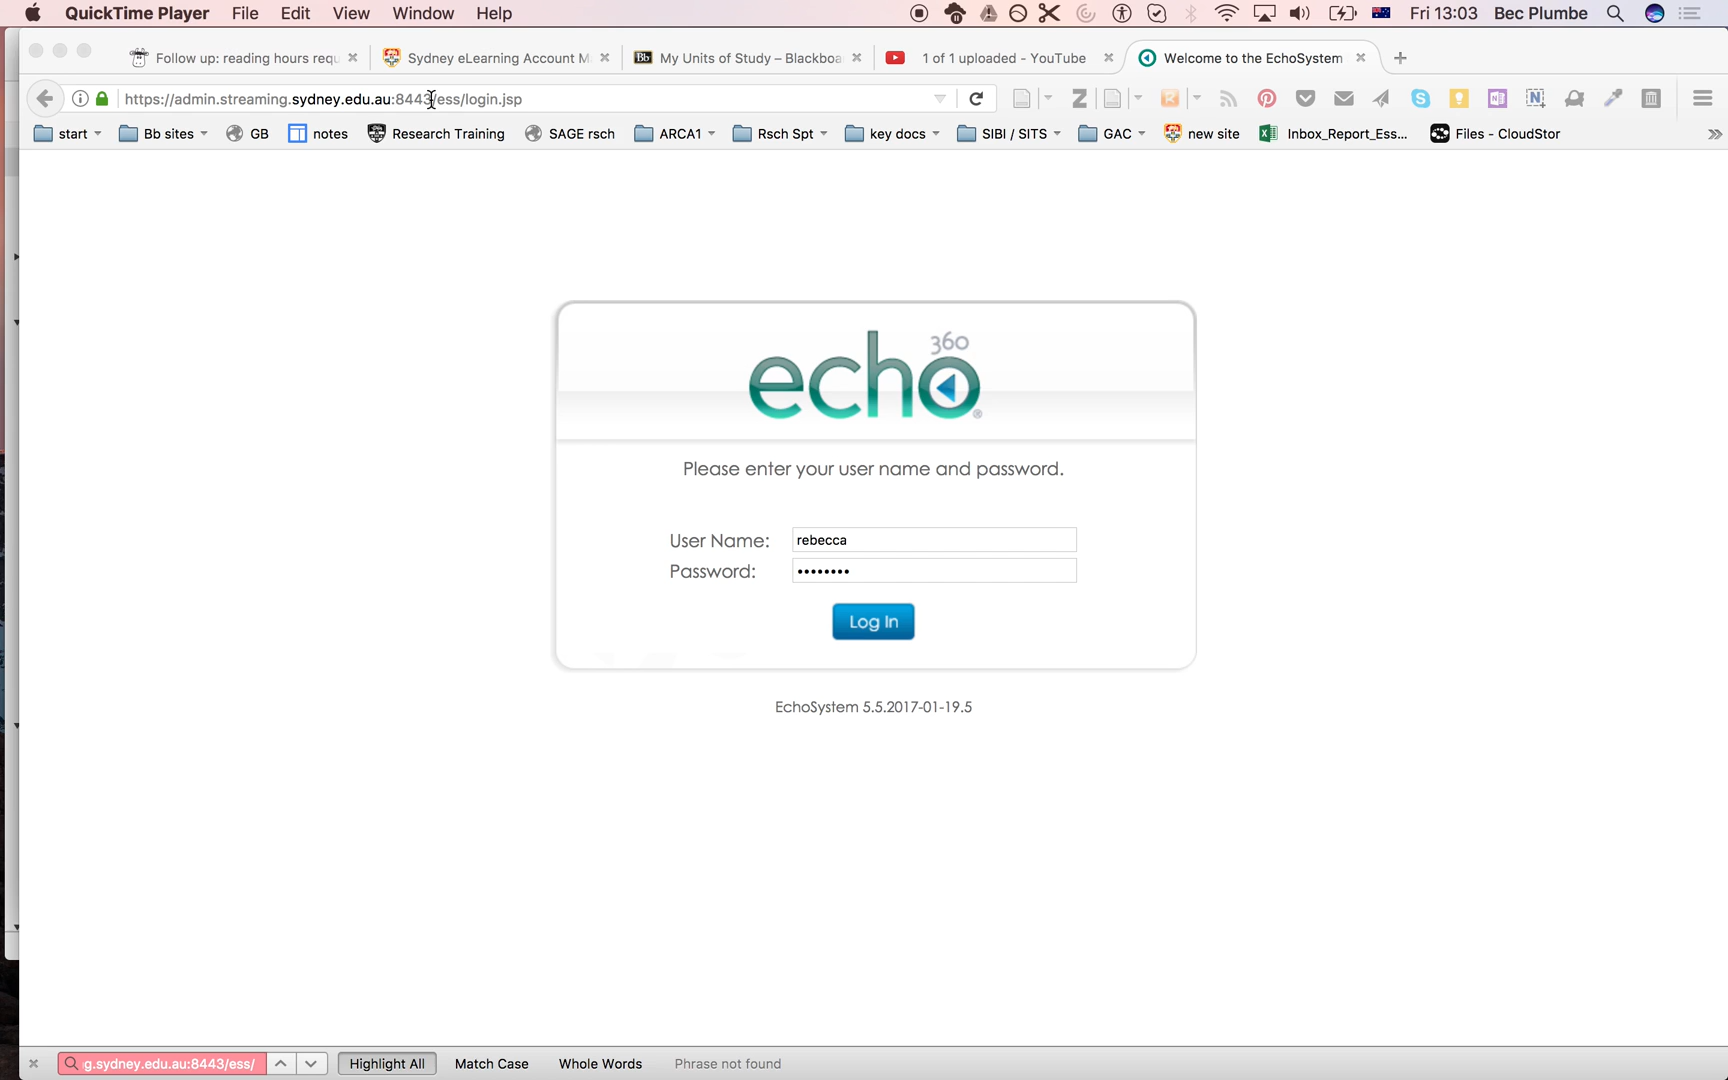 QuickTime Player File Edit View Window Help Fri 13:03 Bec Plumbe
Follow up: reading hours requ Sydney eLearning Account M Bb My Units of Study – Blackboa 1 of 1 uploaded - YouTube Welcome to the EchoSystem
https://admin.streaming.sydney.edu.au:8443/ess/login.jsp
start Bb sites GB notes Research Training SAGE rsch ARCA1 Rsch Spt key docs SIBI / SITS GAC new site Inbox_Report_Ess... Files - CloudStor
echo 360 ®
Please enter your user name and password.
User Name: rebecca
Password: ••••••••
Log In
EchoSystem 5.5.2017-01-19.5
g.sydney.edu.au:8443/ess/ Highlight All Match Case Whole Words Phrase not found